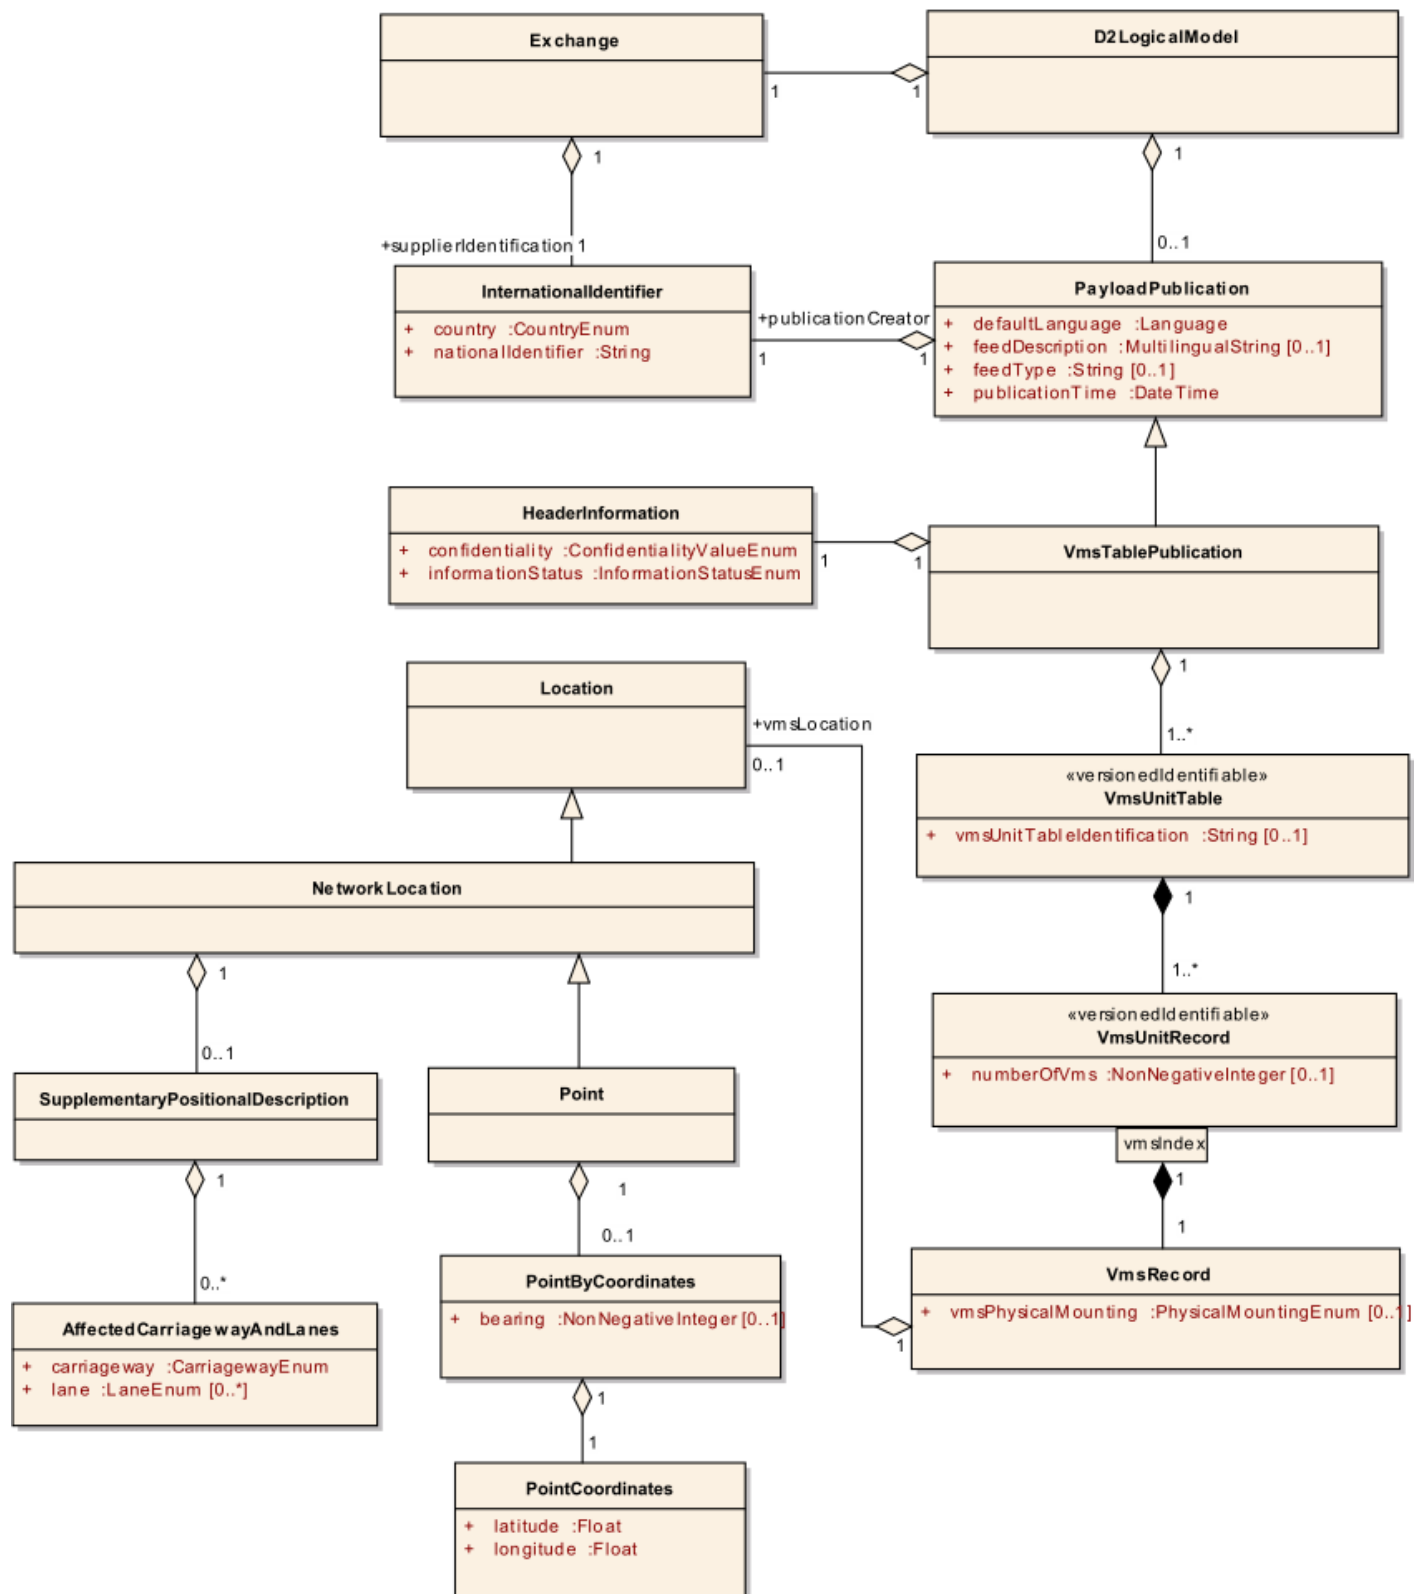 Exchange
D2LogicalModel
1
1
1
1
+supplierIdentification 1
0..1
InternationalIdentifier
+ country :CountryEnum
+ nationalIdentifier :String
+publicationCreator
1
1
PayloadPublication
+ defaultLanguage :Language
+ feedDescription :MultilingualString [0..1]
+ feedType :String [0..1]
+ publicationTime :DateTime
HeaderInformation
+ confidentiality :ConfidentialityValueEnum
+ informationStatus :InformationStatusEnum
1
1
VmsTablePublication
1
1..*
Location
+vmsLocation
0..1
«versionedIdentifiable»
VmsUnitTable
+ vmsUnitTableIdentification :String [0..1]
1
1..*
NetworkLocation
1
0..1
«versionedIdentifiable»
VmsUnitRecord
+ numberOfVms :NonNegativeInteger [0..1]
vmsIndex
1
1
SupplementaryPositionalDescription
1
0..*
Point
1
0..1
VmsRecord
+ vmsPhysicalMounting :PhysicalMountingEnum [0..1]
1
AffectedCarriagewayAndLanes
+ carriageway :CarriagewayEnum
+ lane :LaneEnum [0..*]
PointByCoordinates
+ bearing :NonNegativeInteger [0..1]
1
1
PointCoordinates
+ latitude :Float
+ longitude :Float